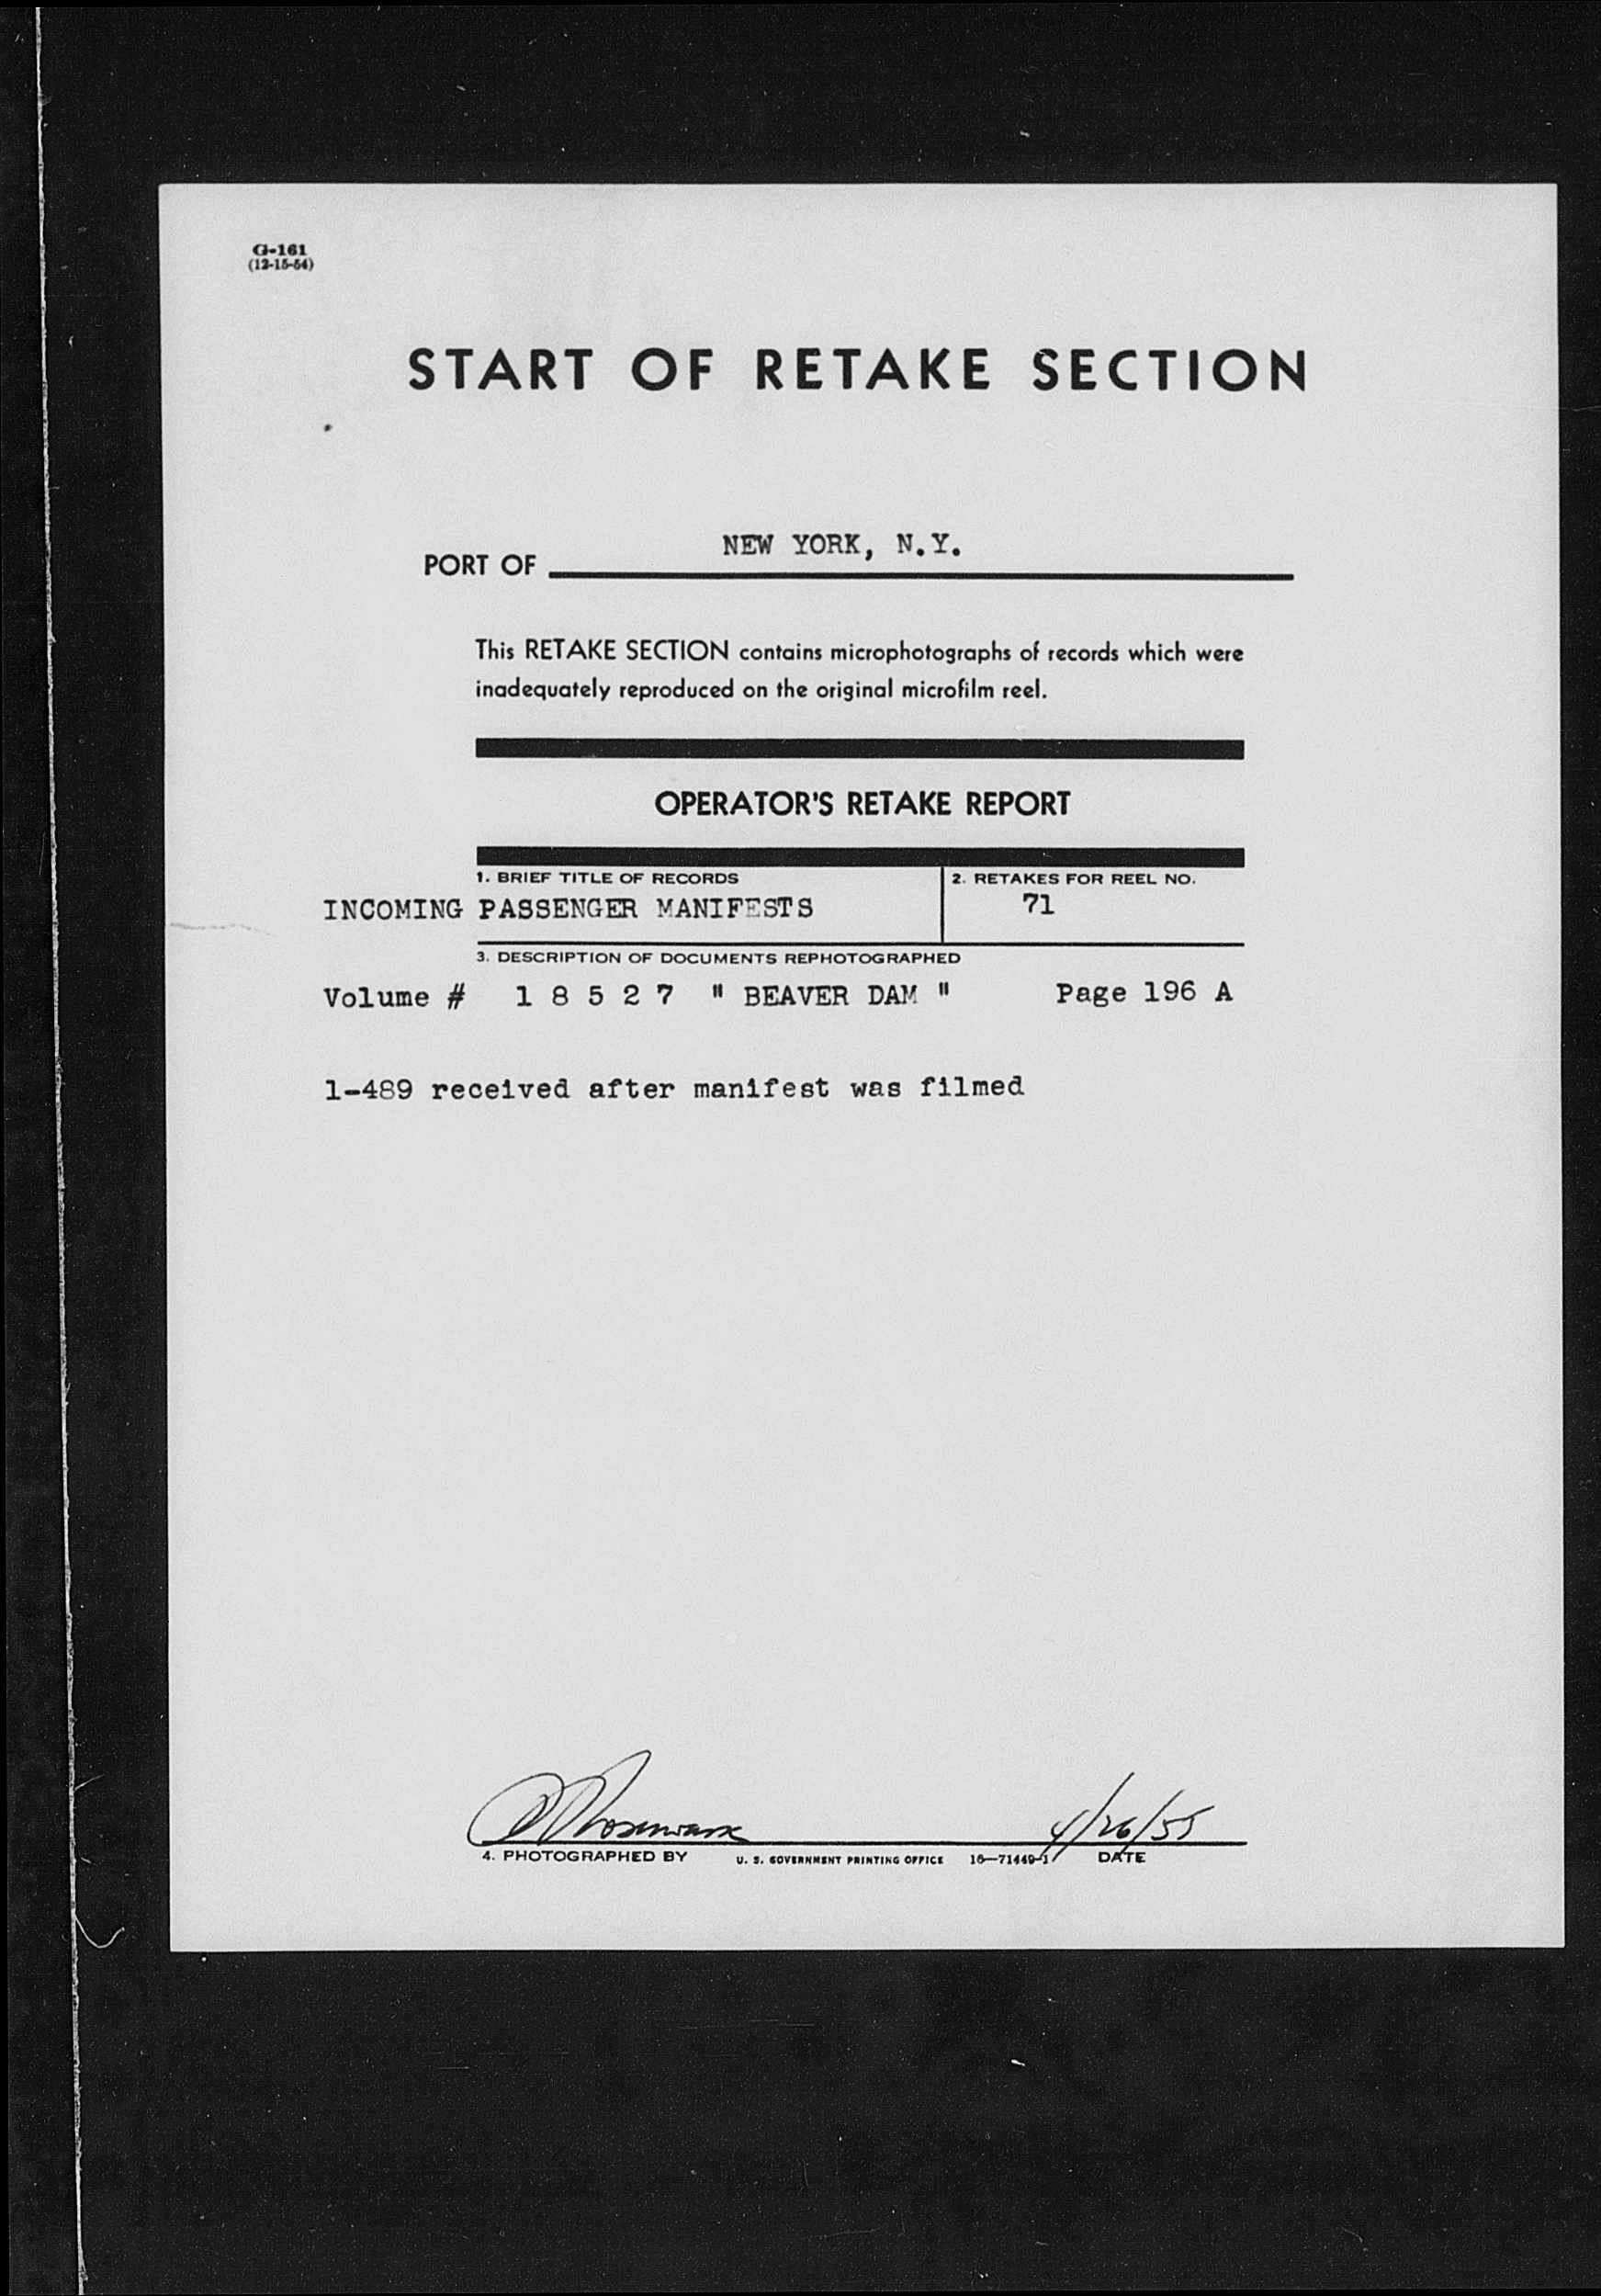 G-161
(12-15-54)
START OF RETAKE SECTION
PORT OF NEW YORK, N.Y.
This RETAKE SECTION contains microphotographs of records which were
inadequately reproduced on the original microfilm reel.
OPERATOR'S RETAKE REPORT
1. BRIEF TITLE OF RECORDS 2. RETAKES FOR REEL NO.
INCOMING PASSENGER MANIFESTS 71
3. DESCRIPTION OF DOCUMENTS REPHOTOGRAPHED
Volume # 1 8 5 2 7 " BEAVER DAM " Page 196 A
1-489 received after manifest was filmed
4/26/55
4. PHOTOGRAPHED BY U. S. GOVERNMENT PRINTING OFFICE 16—71449-1 DATE